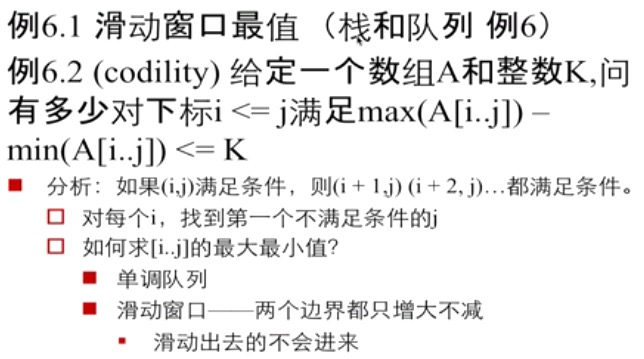 例6.1 滑动窗口最值 （栈和队列 例6）
例6.2 (codility) 给定一个数组A和整数K,问
有多少对下标i <= j满足max(A[i..j]) –
min(A[i..j]) <= K
分析：如果(i,j)满足条件，则(i + 1,j) (i + 2, j)…都满足条件。
对每个i，找到第一个不满足条件的j
如何求[i..j]的最大最小值？
单调队列
滑动窗口——两个边界都只增大不减
滑动出去的不会进来